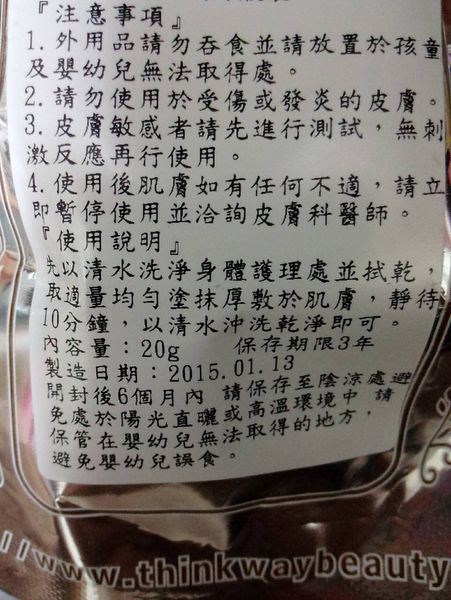 『注意事項』
1. 外用品請勿吞食並請放置於孩童
及嬰幼兒無法取得處。
2. 請勿使用於受傷或發炎的皮膚。
3. 皮膚敏感者請先進行測試，無刺
激反應再行使用。
4. 使用後肌膚如有任何不適，請立
即暫停使用並洽詢皮膚科醫師。
『使用說明』
先以清水洗淨身體護理處並拭乾，
取適量均勻塗抹厚敷於肌膚，靜待
10分鐘，以清水沖洗乾淨即可。
內容量：20g 保存期限3年
製造日期：2015.01.13
開封後6個月內 請保存至陰涼處避
免處於陽光直曬或高溫環境中 請
保管在嬰幼兒無法取得的地方，
避免嬰幼兒誤食。
//www.thinkwaybeauty